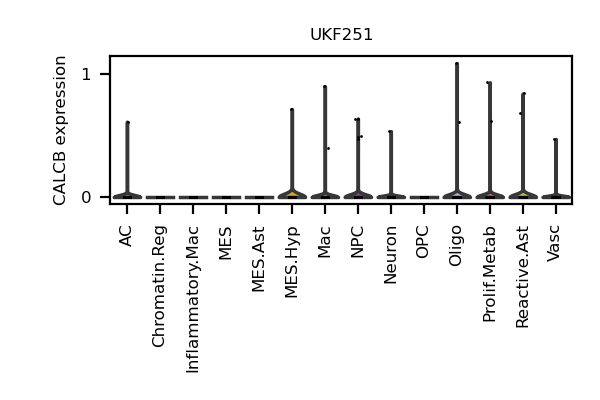 UKF251
CALCB expression
1
0
AC
Chromatin.Reg
Inflammatory.Mac
MES
MES.Ast
MES.Hyp
Mac
NPC
Neuron
OPC
Oligo
Prolif.Metab
Reactive.Ast
Vasc